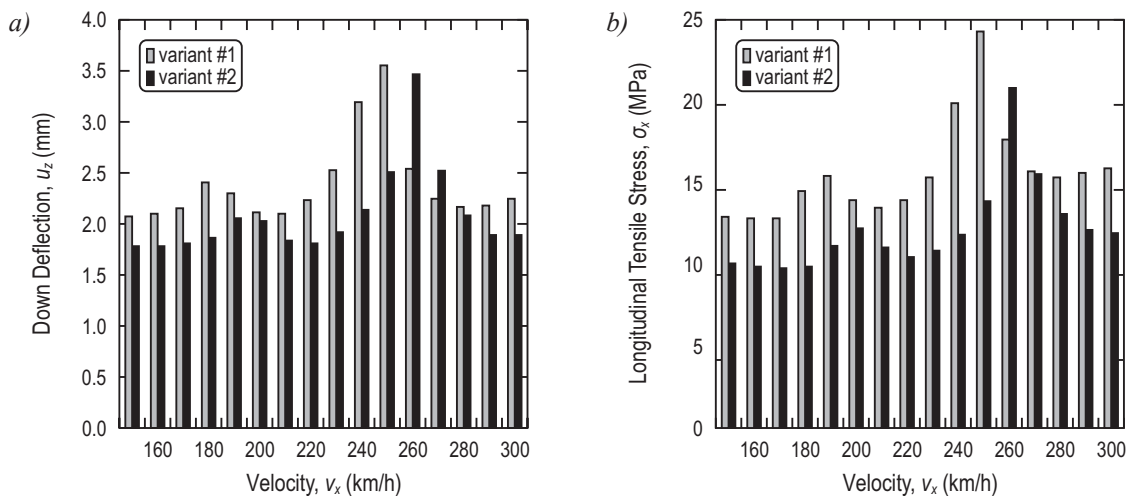 a)
Down Deflection, uz (mm)
4.0
3.5
3.0
2.5
2.0
1.5
1.0
0.5
0.0
variant #1
variant #2
160 180 200 220 240 260 280 300
Velocity, vx (km/h)
b)
Longitudinal Tensile Stress, σx (MPa)
25
20
15
10
5
0
variant #1
variant #2
160 180 200 220 240 260 280 300
Velocity, vx (km/h)